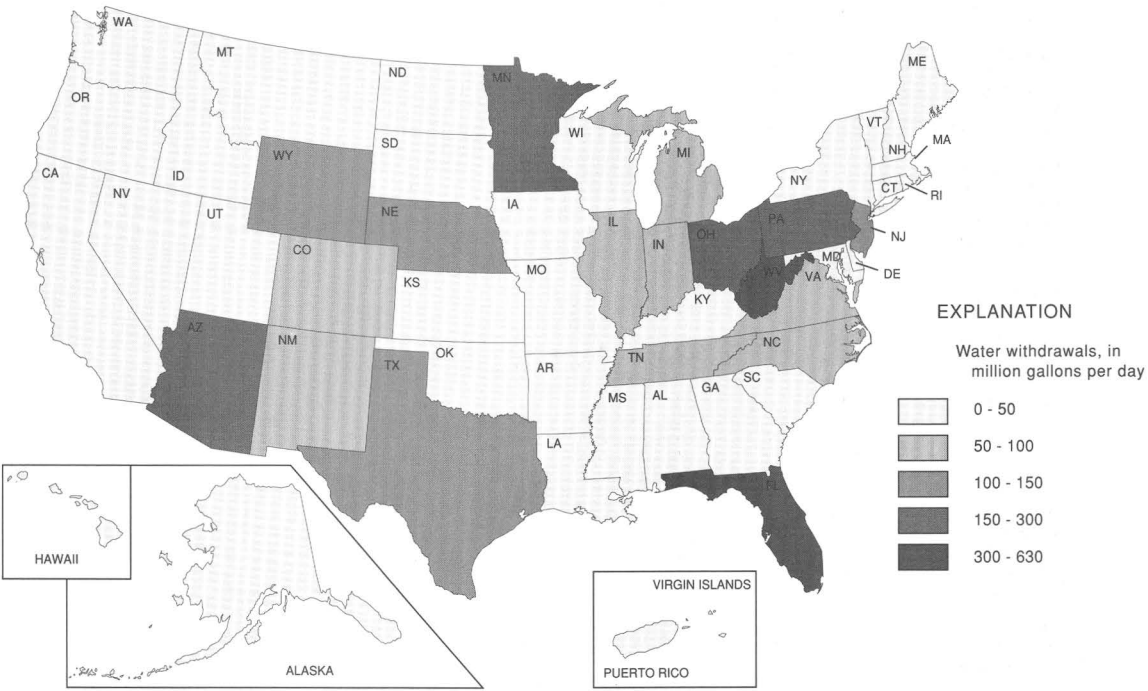 WA
MT
ND
MN
ME
OR
SD
WI
MI
VT
NH
MA
ID
WY
NY
CT
RI
CA
NV
UT
NE
IA
IL
IN
OH
PA
NJ
CO
KS
MO
KY
WV
MD
VA
DE
AZ
NM
OK
TX
AR
TN
NC
SC
LA
MS
AL
GA
FL
EXPLANATION
Water withdrawals, in
million gallons per day
0 - 50
50 - 100
100 - 150
150 - 300
300 - 630
HAWAII
ALASKA
VIRGIN ISLANDS
PUERTO RICO